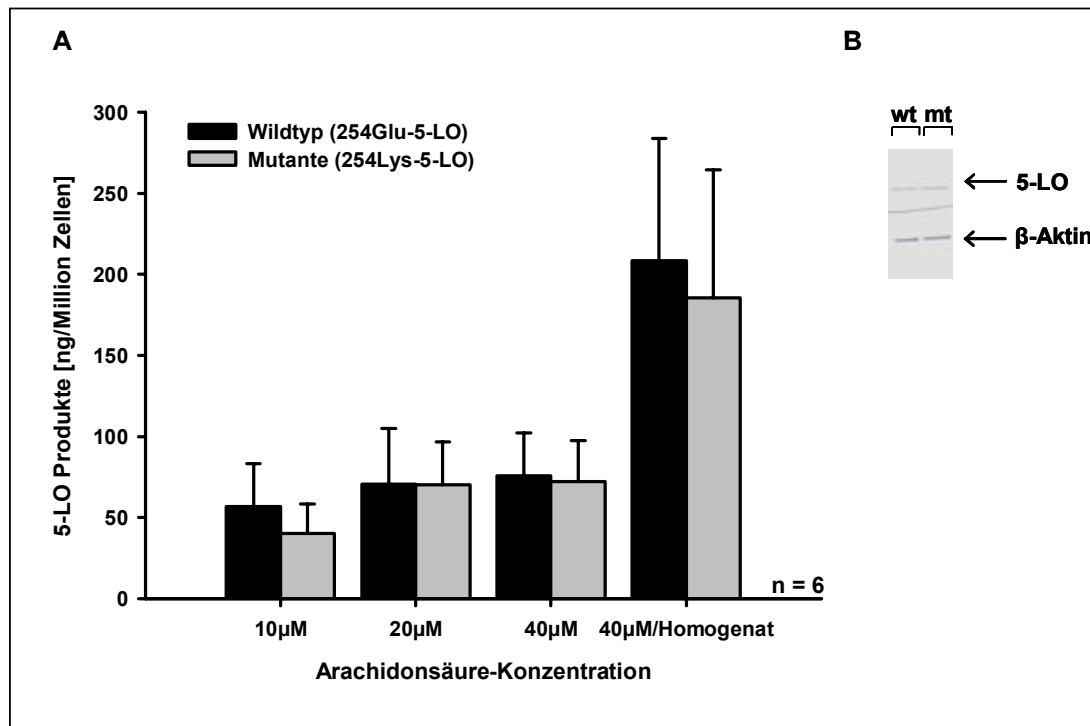 A
B
300
250
200
150
100
50
0
5-LO Produkte [ng/Million Zellen]
Wildtyp (254Glu-5-LO)
Mutante (254Lys-5-LO)
n = 6
10µM
20µM
40µM
40µM/Homogenat
Arachidonsäure-Konzentration
wt mt
5-LO
β-Aktin